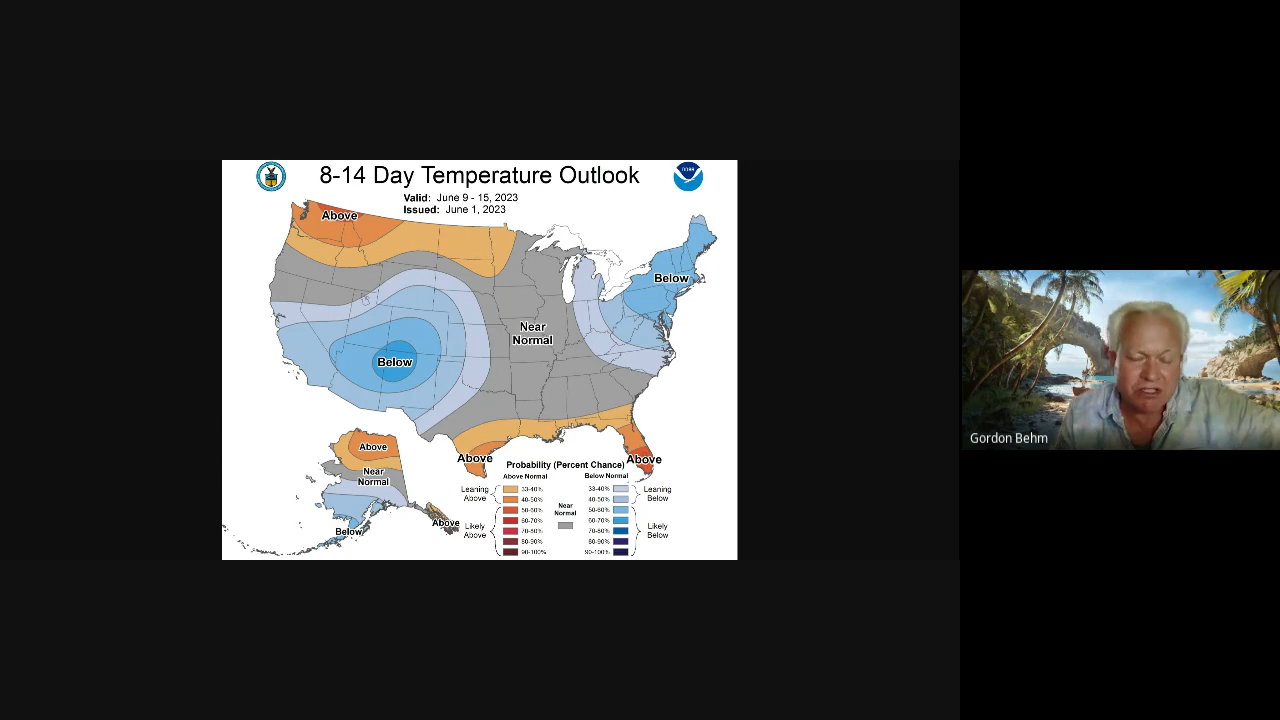 8-14 Day Temperature Outlook
Valid: June 9 - 15, 2023
Issued: June 1, 2023
NOAA
Above
Below
Near
Normal
Below
Above
Near
Normal
Below
Above
Above
Above
Probability (Percent Chance)
Above Normal
Below Normal
Leaning
Above
33-40%
40-50%
Likely
Above
50-60%
60-70%
70-80%
80-90%
90-100%
Near
Normal
33-40%
40-50%
Leaning
Below
50-60%
60-70%
70-80%
80-90%
90-100%
Likely
Below
Gordon Behm